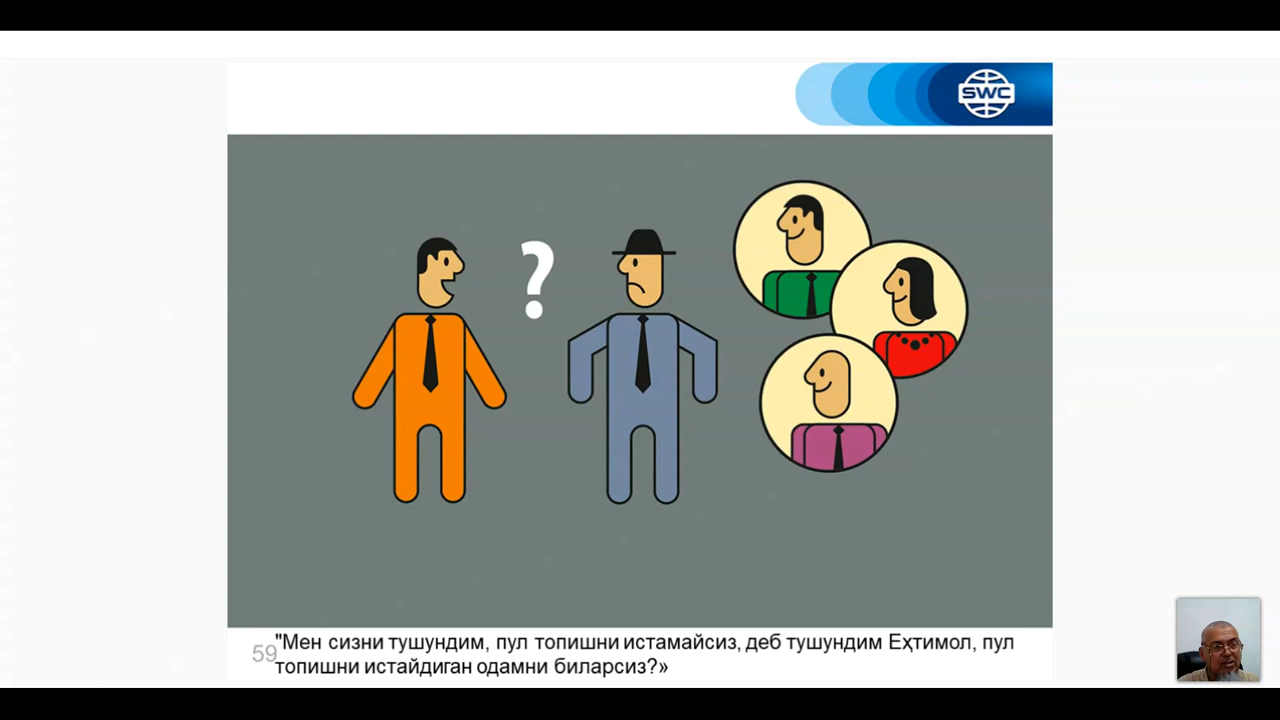 SWC
?
59
"Мен сизни тушундим, пул топишни истамайсиз, деб тушундим Еҳтимол, пул
топишни истайдиган одамни биларсиз?»